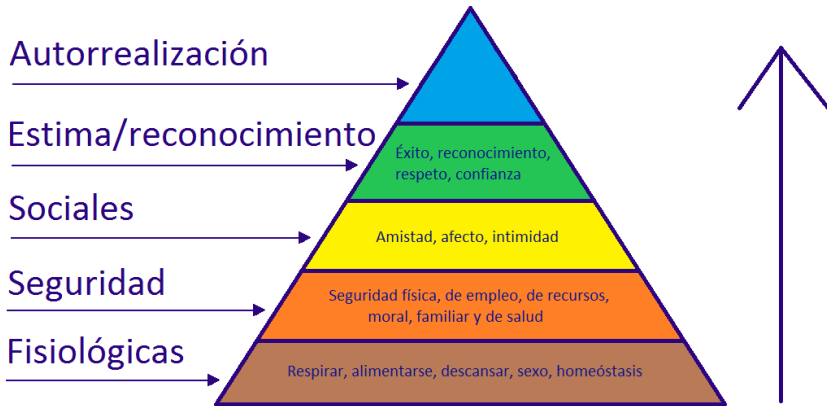 Autorrealización
Estima/reconocimiento
Éxito, reconocimiento,
respeto, confianza
Sociales
Amistad, afecto, intimidad
Seguridad
Seguridad física, de empleo, de recursos,
moral, familiar y de salud
Fisiológicas
Respirar, alimentarse, descansar, sexo, homeóstasis